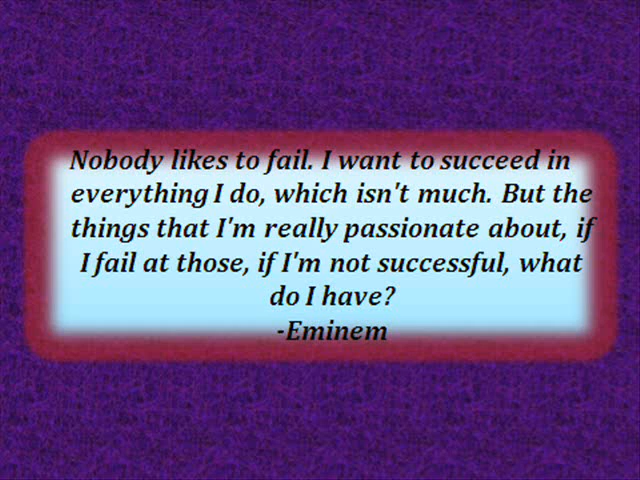 Nobody likes to fail. I want to succeed in
everything I do, which isn't much. But the
things that I'm really passionate about, if
I fail at those, if I'm not successful, what
do I have?
-Eminem